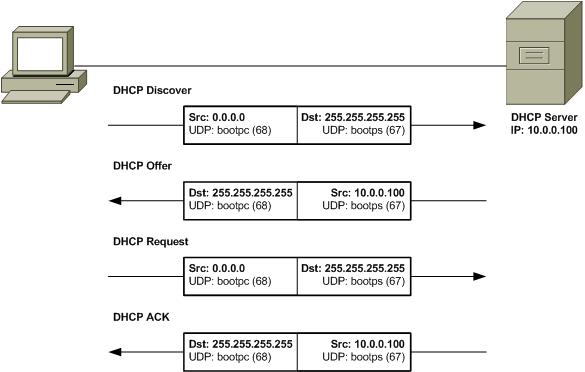 DHCP Server
IP: 10.0.0.100
DHCP Discover
Src: 0.0.0.0 Dst: 255.255.255.255
UDP: bootpc (68) UDP: bootps (67)
DHCP Offer
Dst: 255.255.255.255 Src: 10.0.0.100
UDP: bootpc (68) UDP: bootps (67)
DHCP Request
Src: 0.0.0.0 Dst: 255.255.255.255
UDP: bootpc (68) UDP: bootps (67)
DHCP ACK
Dst: 255.255.255.255 Src: 10.0.0.100
UDP: bootpc (68) UDP: bootps (67)